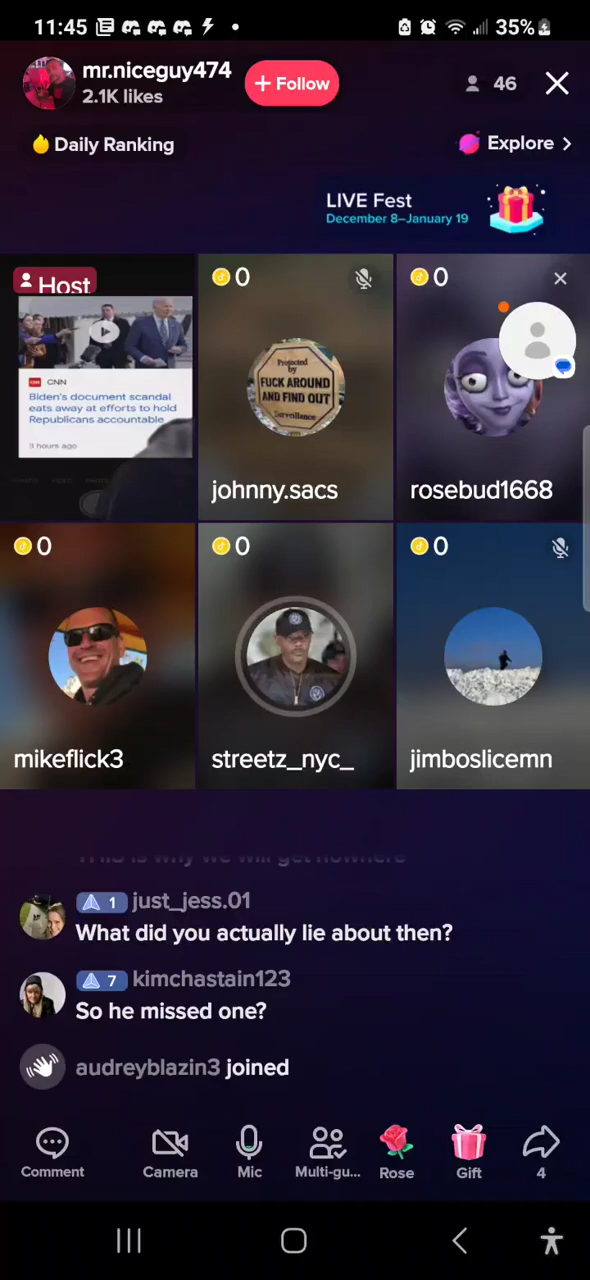 11:45
35%
mr.niceguy474
2.1K likes
+ Follow
46
Daily Ranking
Explore
LIVE Fest
December 8–January 19
Host
CNN
CNN
Biden's document scandal
eats away at efforts to hold
Republicans accountable
3 hours ago
0
Protected
by
FUCK AROUND
AND FIND OUT
Surveillance
johnny.sacs
0
rosebud1668
0
mikeflick3
0
streetz_nyc_
0
jimboslicemn
This is why we will get nowhere
1 just_jess.01
What did you actually lie about then?
7 kimchastain123
So he missed one?
audreyblazin3 joined
Comment
Camera
Mic
Multi-gu...
Rose
Gift
4